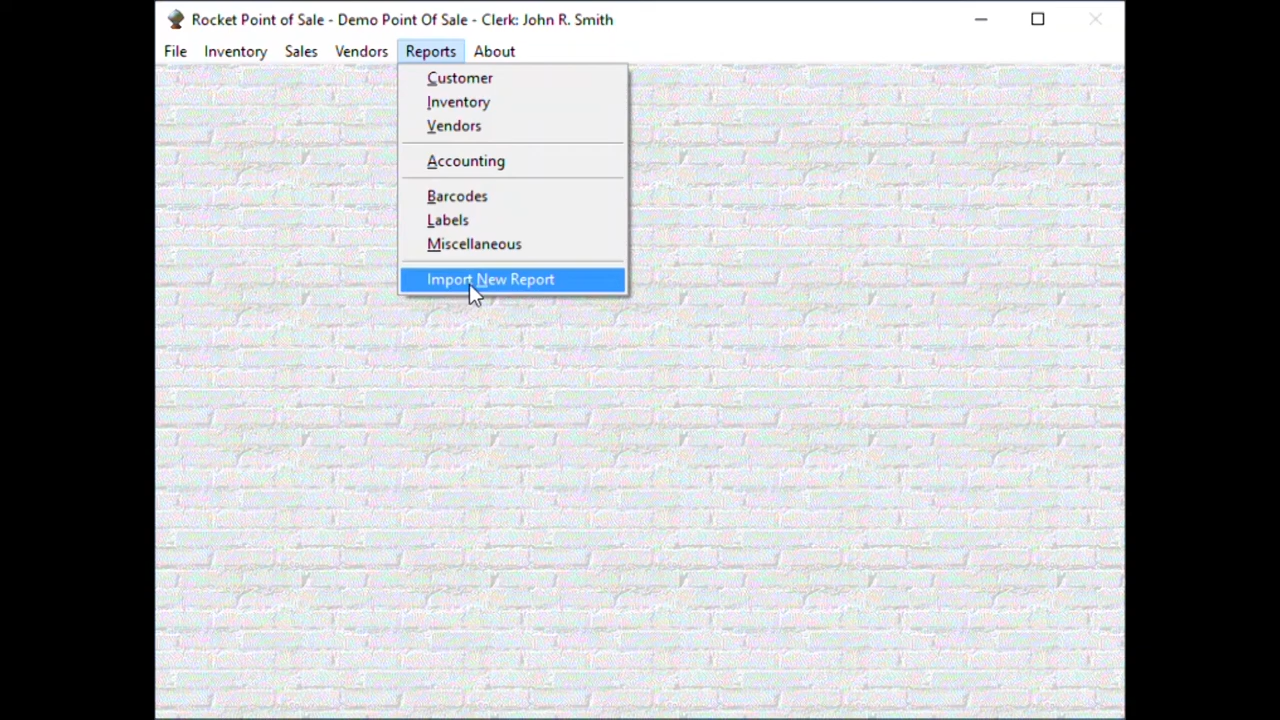 Rocket Point of Sale - Demo Point Of Sale - Clerk: John R. Smith
File Inventory Sales Vendors Reports About
Customer
Inventory
Vendors
Accounting
Barcodes
Labels
Miscellaneous
Import New Report